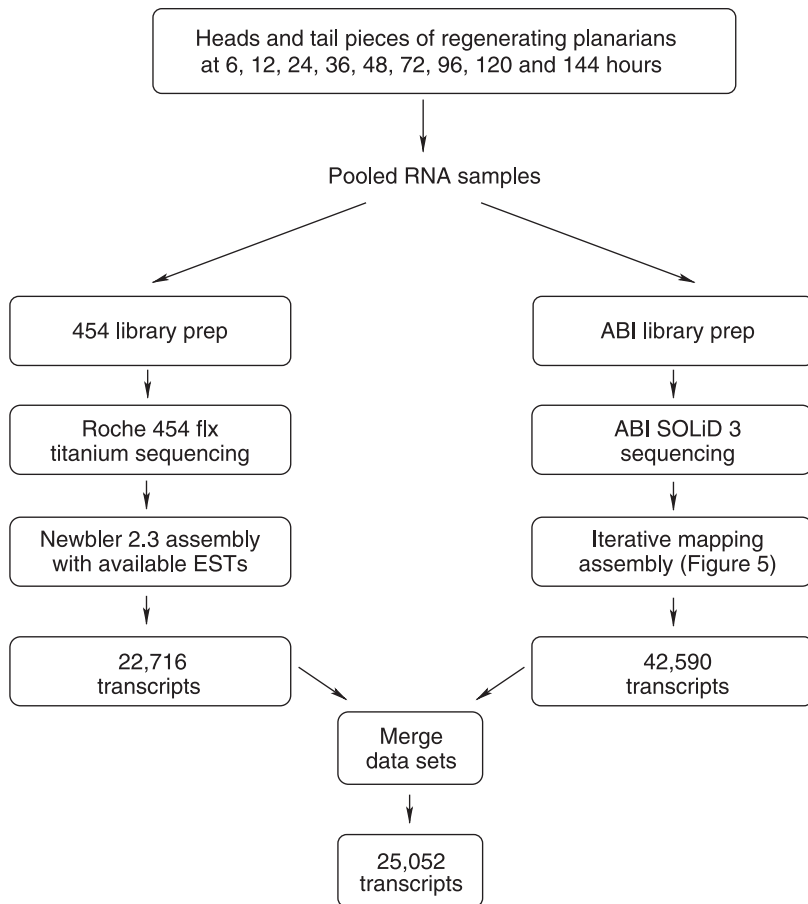 Heads and tail pieces of regenerating planarians
at 6, 12, 24, 36, 48, 72, 96, 120 and 144 hours
Pooled RNA samples
454 library prep
ABI library prep
Roche 454 flx
titanium sequencing
ABI SOLiD 3
sequencing
Newbler 2.3 assembly
with available ESTs
Iterative mapping
assembly (Figure 5)
22,716
transcripts
42,590
transcripts
Merge
data sets
25,052
transcripts